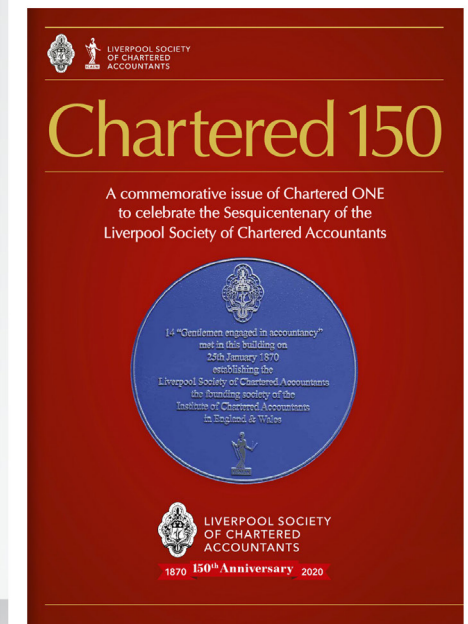 LIVERPOOL SOCIETY
OF CHARTERED
ACCOUNTANTS
Chartered 150
A commemorative issue of Chartered ONE
to celebrate the Sesquicentenary of the
Liverpool Society of Chartered Accountants
14 "Gentlemen engaged in accountancy"
met in this building on
25th January 1870
establishing the
Liverpool Society of Chartered Accountants
the founding society of the
Institute of Chartered Accountants
in England & Wales
LIVERPOOL SOCIETY
OF CHARTERED
ACCOUNTANTS
1870 150th Anniversary 2020